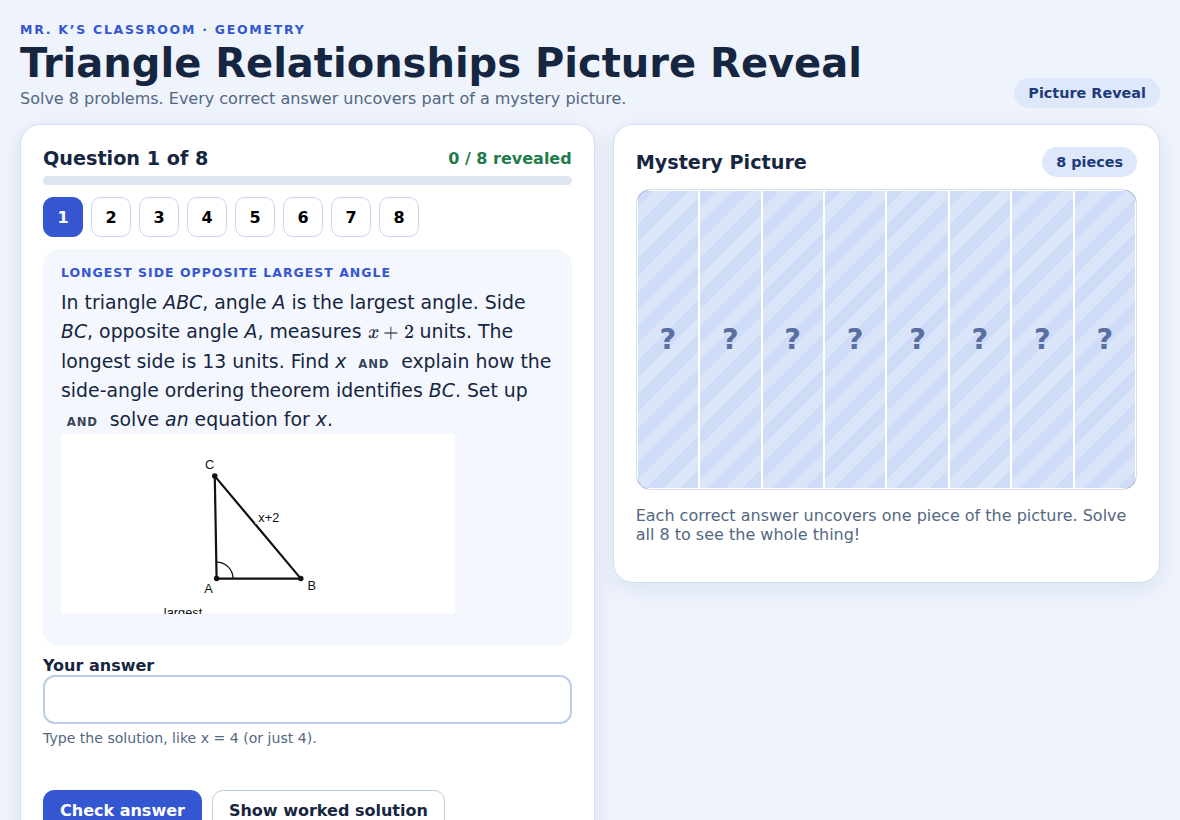 MR. K'S CLASSROOM · GEOMETRY
Triangle Relationships Picture Reveal
Solve 8 problems. Every correct answer uncovers part of a mystery picture.
Picture Reveal
Question 1 of 8
0 / 8 revealed
1 2 3 4 5 6 7 8
LONGEST SIDE OPPOSITE LARGEST ANGLE
In triangle ABC, angle A is the largest angle. Side
BC, opposite angle A, measures x + 2 units. The
longest side is 13 units. Find x AND explain how the
side-angle ordering theorem identifies BC. Set up
AND solve an equation for x.
C
x+2
A
B
largest
Your answer
Type the solution, like x = 4 (or just 4).
Check answer
Show worked solution
Mystery Picture
8 pieces
? ? ? ? ? ? ? ?
Each correct answer uncovers one piece of the picture. Solve
all 8 to see the whole thing!